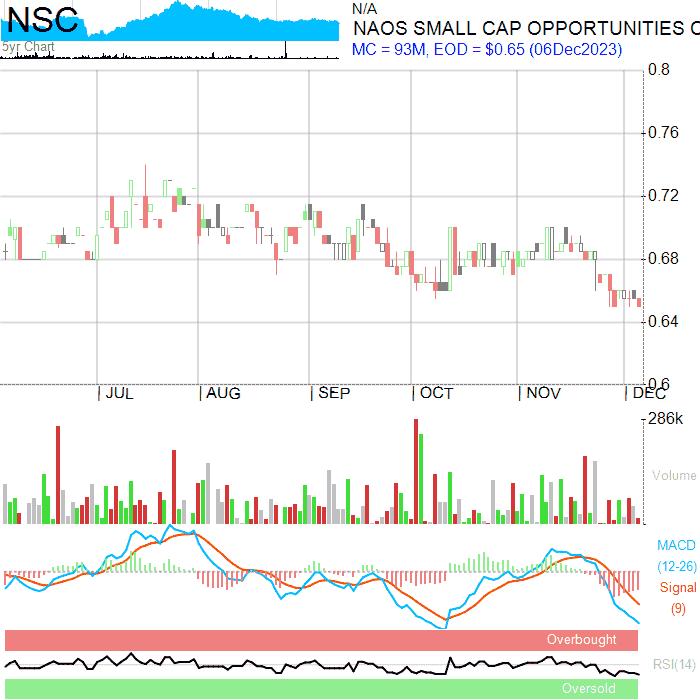 NSC
5yr Chart
N/A
NAOS SMALL CAP OPPORTUNITIES C
MC = 93M, EOD = $0.65 (06Dec2023)
0.8
0.76
0.72
0.68
0.64
0.6
JUL AUG SEP OCT NOV DEC
286k
Volume
MACD
(12-26)
Signal
(9)
Overbought
RSI(14)
Oversold